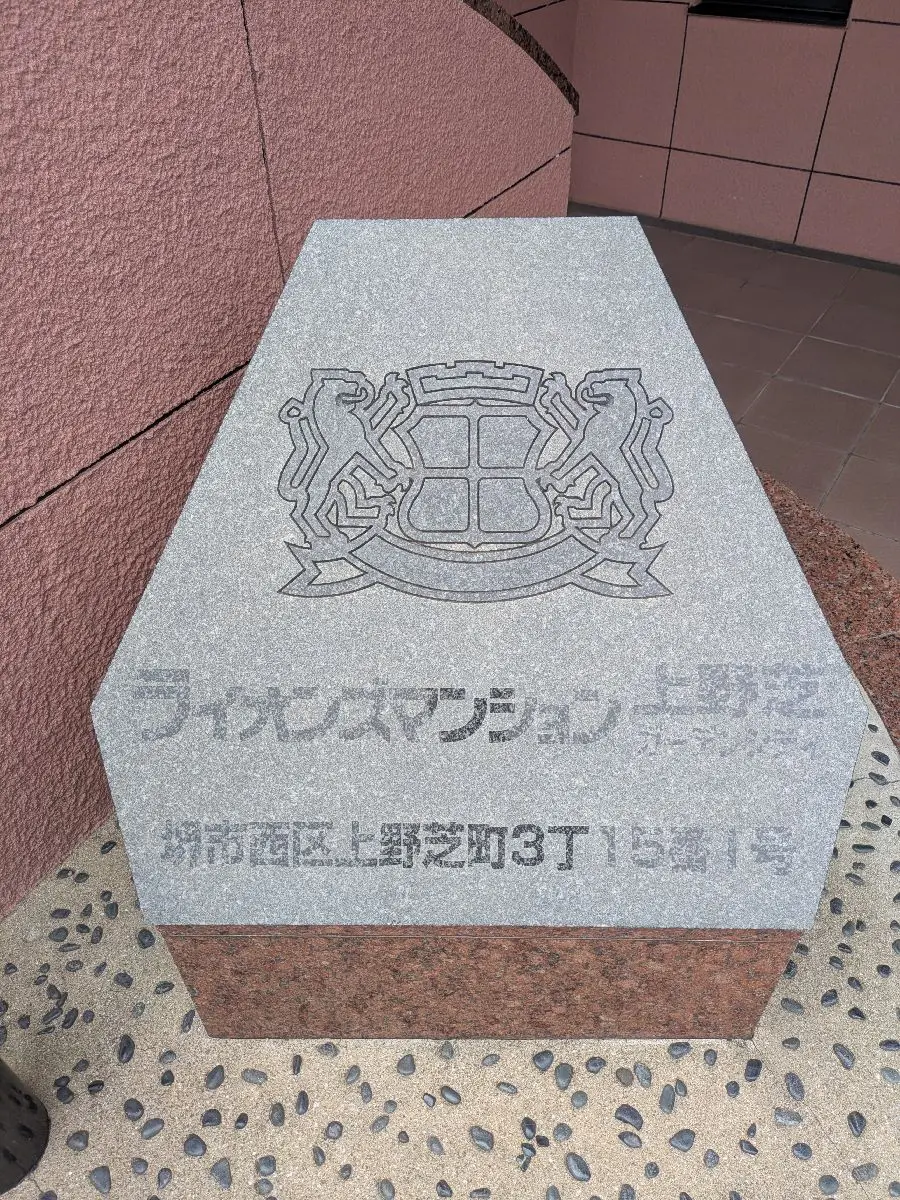 ライオンズマンション上野芝
ガーデンシティ
堺市西区上野芝町3丁15番1号